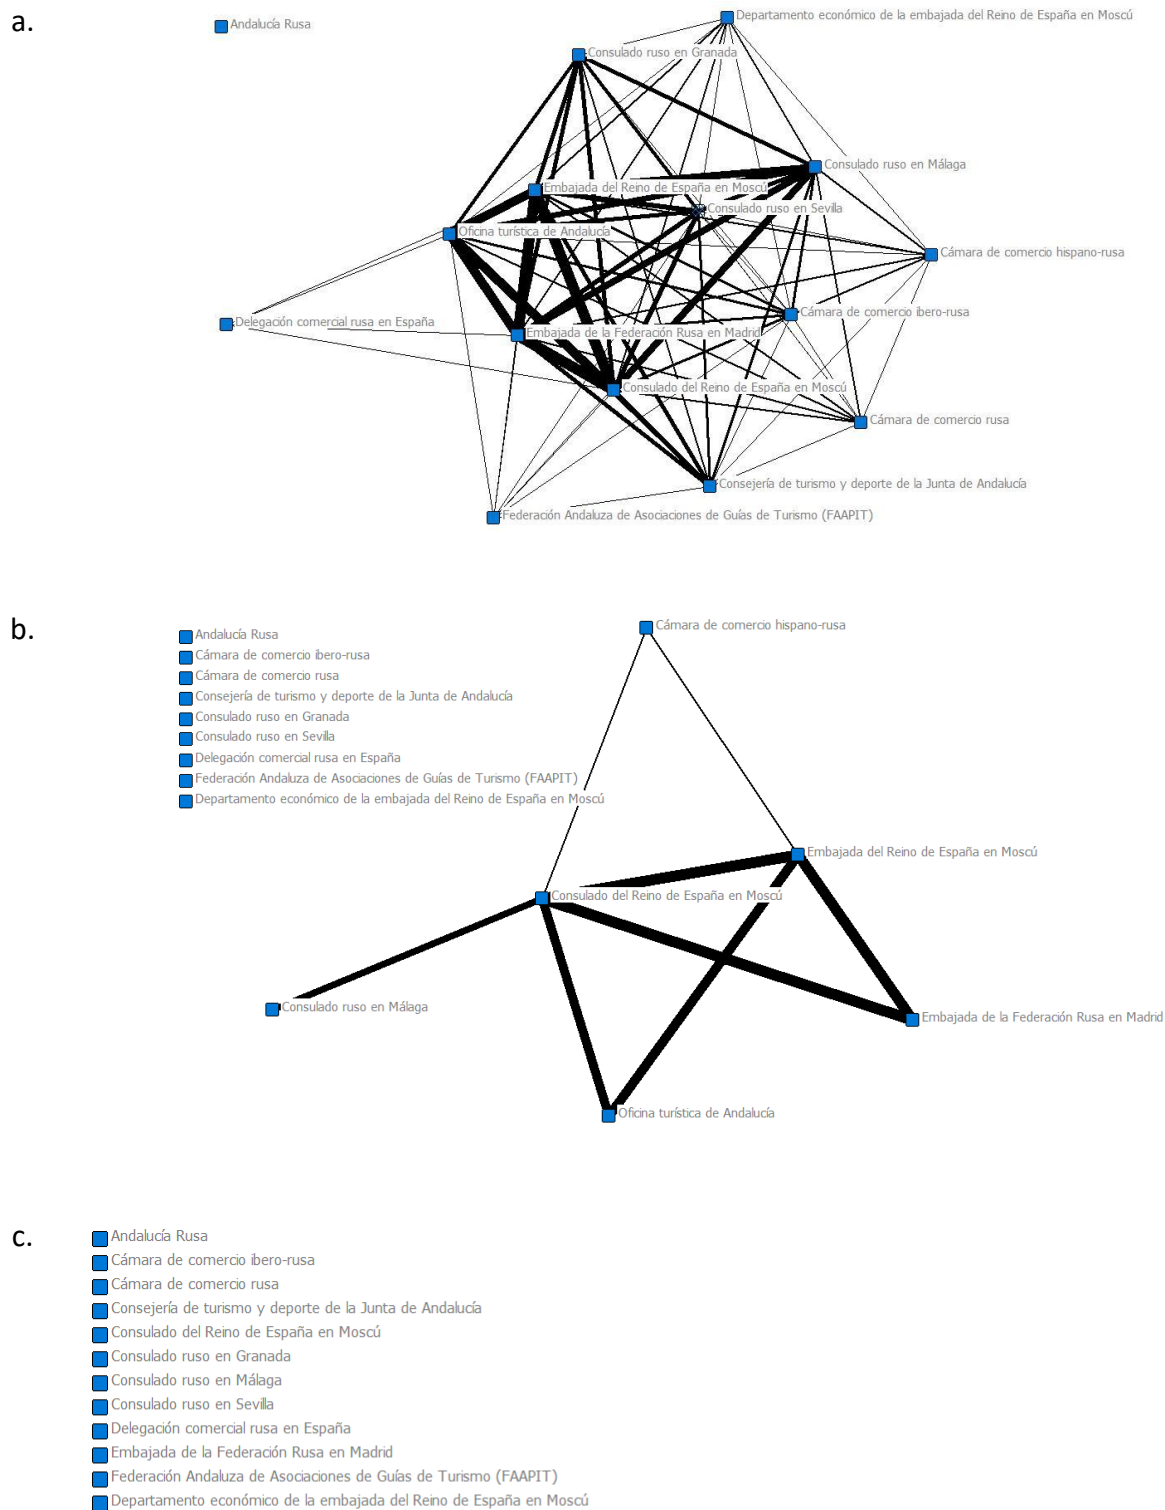 a.
Andalucía Rusa
Departamento económico de la embajada del Reino de España en Moscú
Consulado ruso en Granada
Consulado ruso en Málaga
Embajada del Reino de España en Moscú
Consulado ruso en Sevilla
Oficina turística de Andalucía
Cámara de comercio hispano-rusa
Cámara de comercio ibero-rusa
Delegación comercial rusa en España
Embajada de la Federación Rusa en Madrid
Consulado del Reino de España en Moscú
Cámara de comercio rusa
Consejería de turismo y deporte de la Junta de Andalucía
Federación Andaluza de Asociaciones de Guías de Turismo (FAAPIT)
b.
Cámara de comercio hispano-rusa
Andalucía Rusa
Cámara de comercio ibero-rusa
Cámara de comercio rusa
Consejería de turismo y deporte de la Junta de Andalucía
Consulado ruso en Granada
Consulado ruso en Sevilla
Delegación comercial rusa en España
Federación Andaluza de Asociaciones de Guías de Turismo (FAAPIT)
Departamento económico de la embajada del Reino de España en Moscú
Embajada del Reino de España en Moscú
Consulado del Reino de España en Moscú
Consulado ruso en Málaga
Embajada de la Federación Rusa en Madrid
Oficina turística de Andalucía
c.
Andalucía Rusa
Cámara de comercio ibero-rusa
Cámara de comercio rusa
Consejería de turismo y deporte de la Junta de Andalucía
Consulado del Reino de España en Moscú
Consulado ruso en Granada
Consulado ruso en Málaga
Consulado ruso en Sevilla
Delegación comercial rusa en España
Embajada de la Federación Rusa en Madrid
Federación Andaluza de Asociaciones de Guías de Turismo (FAAPIT)
Departamento económico de la embajada del Reino de España en Moscú